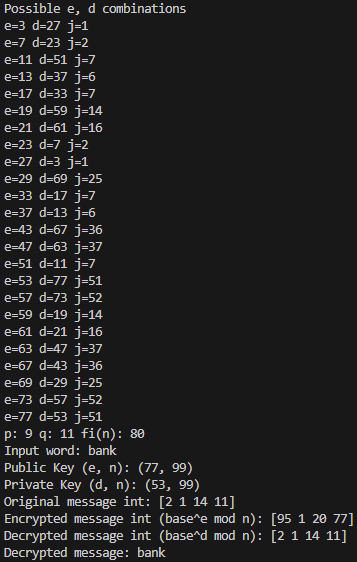 Possible e, d combinations
e=3 d=27 j=1
e=7 d=23 j=2
e=11 d=51 j=7
e=13 d=37 j=6
e=17 d=33 j=7
e=19 d=59 j=14
e=21 d=61 j=16
e=23 d=7 j=2
e=27 d=3 j=1
e=29 d=69 j=25
e=33 d=17 j=7
e=37 d=13 j=6
e=43 d=67 j=36
e=47 d=63 j=37
e=51 d=11 j=7
e=53 d=77 j=51
e=57 d=73 j=52
e=59 d=19 j=14
e=61 d=21 j=16
e=63 d=47 j=37
e=67 d=43 j=36
e=69 d=29 j=25
e=73 d=57 j=52
e=77 d=53 j=51
p: 9 q: 11 fi(n): 80
Input word: bank
Public Key (e, n): (77, 99)
Private Key (d, n): (53, 99)
Original message int: [2 1 14 11]
Encrypted message int (base^e mod n): [95 1 20 77]
Decrypted message int (base^d mod n): [2 1 14 11]
Decrypted message: bank